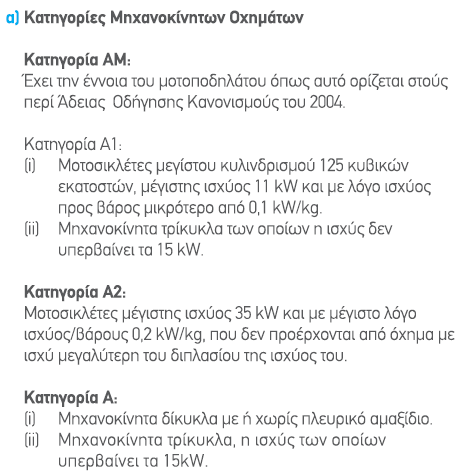 α) Κατηγορίες Μηχανοκίνητων Οχημάτων
Κατηγορία ΑΜ:
Έχει την έννοια του μοτοποδηλάτου όπως αυτό ορίζεται στούς
περί Άδειας Οδήγησης Κανονισμούς του 2004.
Κατηγορία Α1:
(i) Μοτοσικλέτες μεγίστου κυλινδρισμού 125 κυβικών
εκατοστών, μέγιστης ισχύος 11 kW και με λόγο ισχύος
προς βάρος μικρότερο από 0,1 kW/kg.
(ii) Μηχανοκίνητα τρίκυκλα των οποίων η ισχύς δεν
υπερβαίνει τα 15 kW.
Κατηγορία Α2:
Μοτοσικλέτες μέγιστης ισχύος 35 kW και με μέγιστο λόγο
ισχύος/βάρους 0,2 kW/kg, που δεν προέρχονται από όχημα με
ισχύ μεγαλύτερη του διπλασίου της ισχύος του.
Κατηγορία Α:
(i) Μηχανοκίνητα δίκυκλα με ή χωρίς πλευρικό αμαξίδιο.
(ii) Μηχανοκίνητα τρίκυκλα, η ισχύς των οποίων
υπερβαίνει τα 15kW.